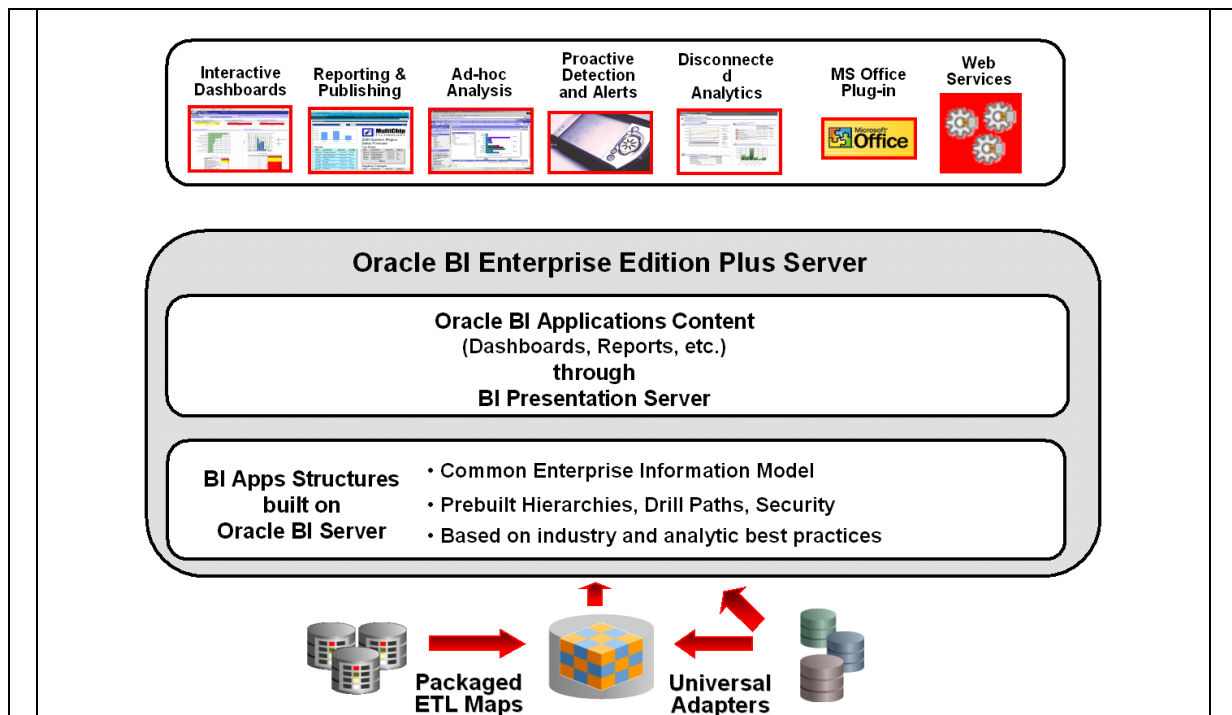 Interactive
Dashboards
Reporting &
Publishing
Ad-hoc
Analysis
Proactive
Detection
and Alerts
Disconnecte
d
Analytics
MS Office
Plug-in
Web
Services
MultiChip
Microsoft
Office
Oracle BI Enterprise Edition Plus Server
Oracle BI Applications Content
(Dashboards, Reports, etc.)
through
BI Presentation Server
BI Apps Structures
built on
Oracle BI Server
• Common Enterprise Information Model
• Prebuilt Hierarchies, Drill Paths, Security
• Based on industry and analytic best practices
Packaged
ETL Maps
Universal
Adapters